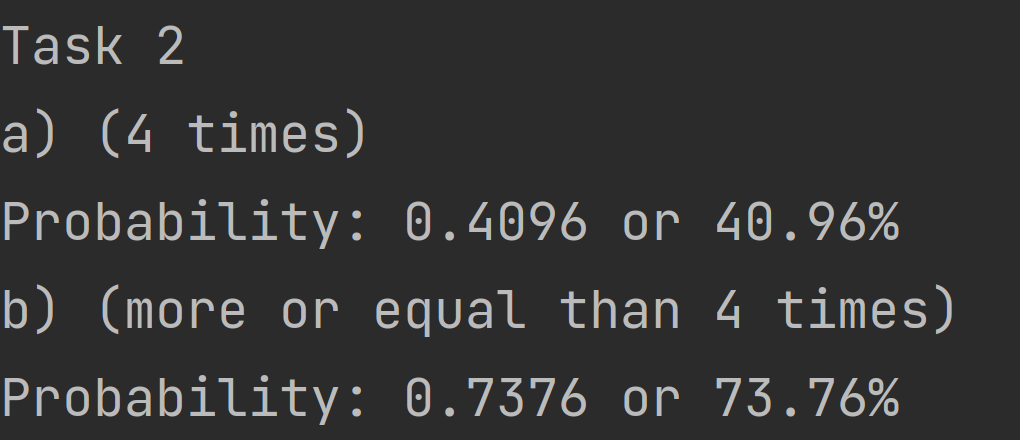 Task 2
a) (4 times)
Probability: 0.4096 or 40.96%
b) (more or equal than 4 times)
Probability: 0.7376 or 73.76%